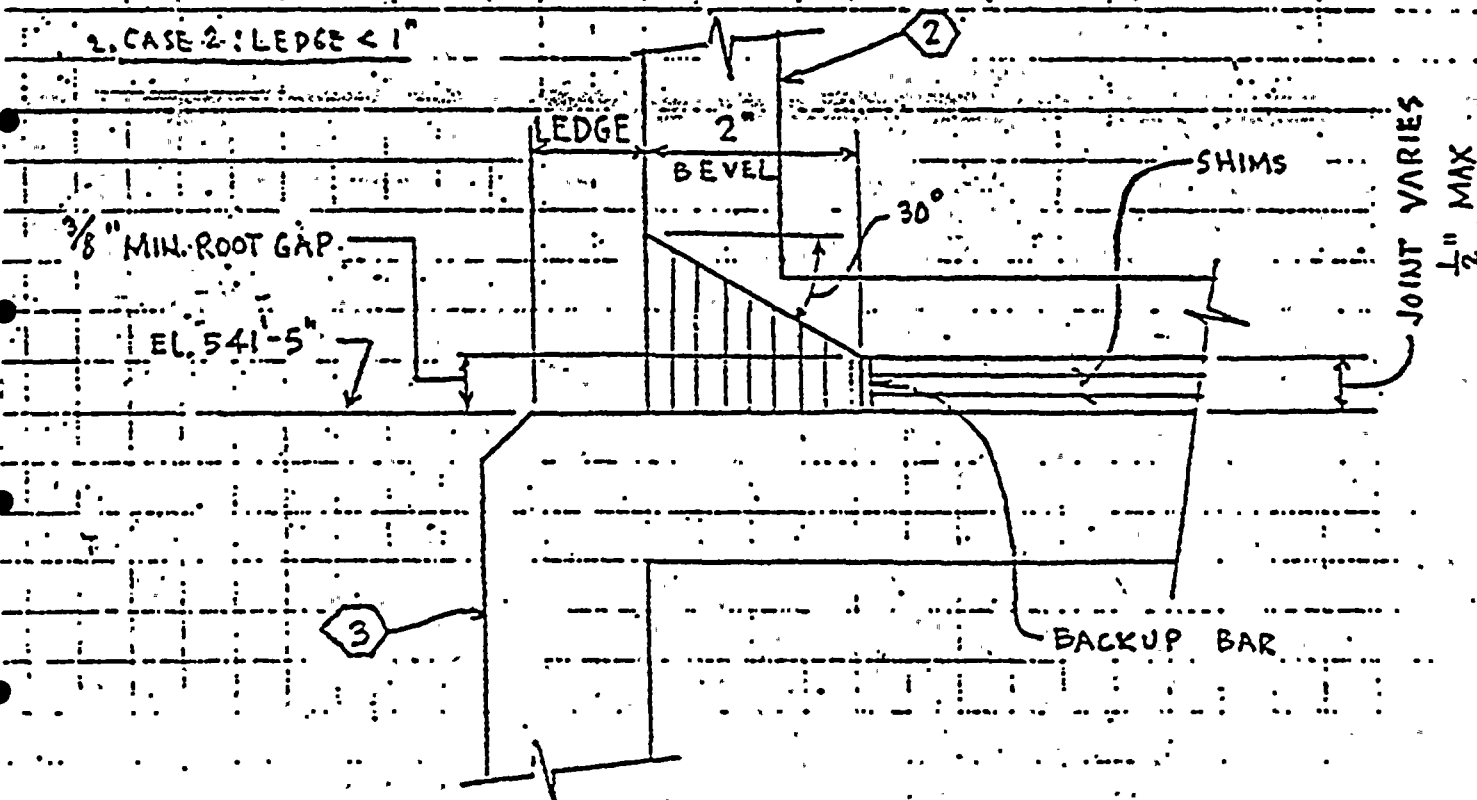 2. CASE 2: LEDGE < 1"
2
LEDGE
2"
BEVEL
SHIMS
30°
3/8" MIN. ROOT GAP
EL. 541'-5"
JOINT VARIES
1/2" MAX
3
BACKUP BAR